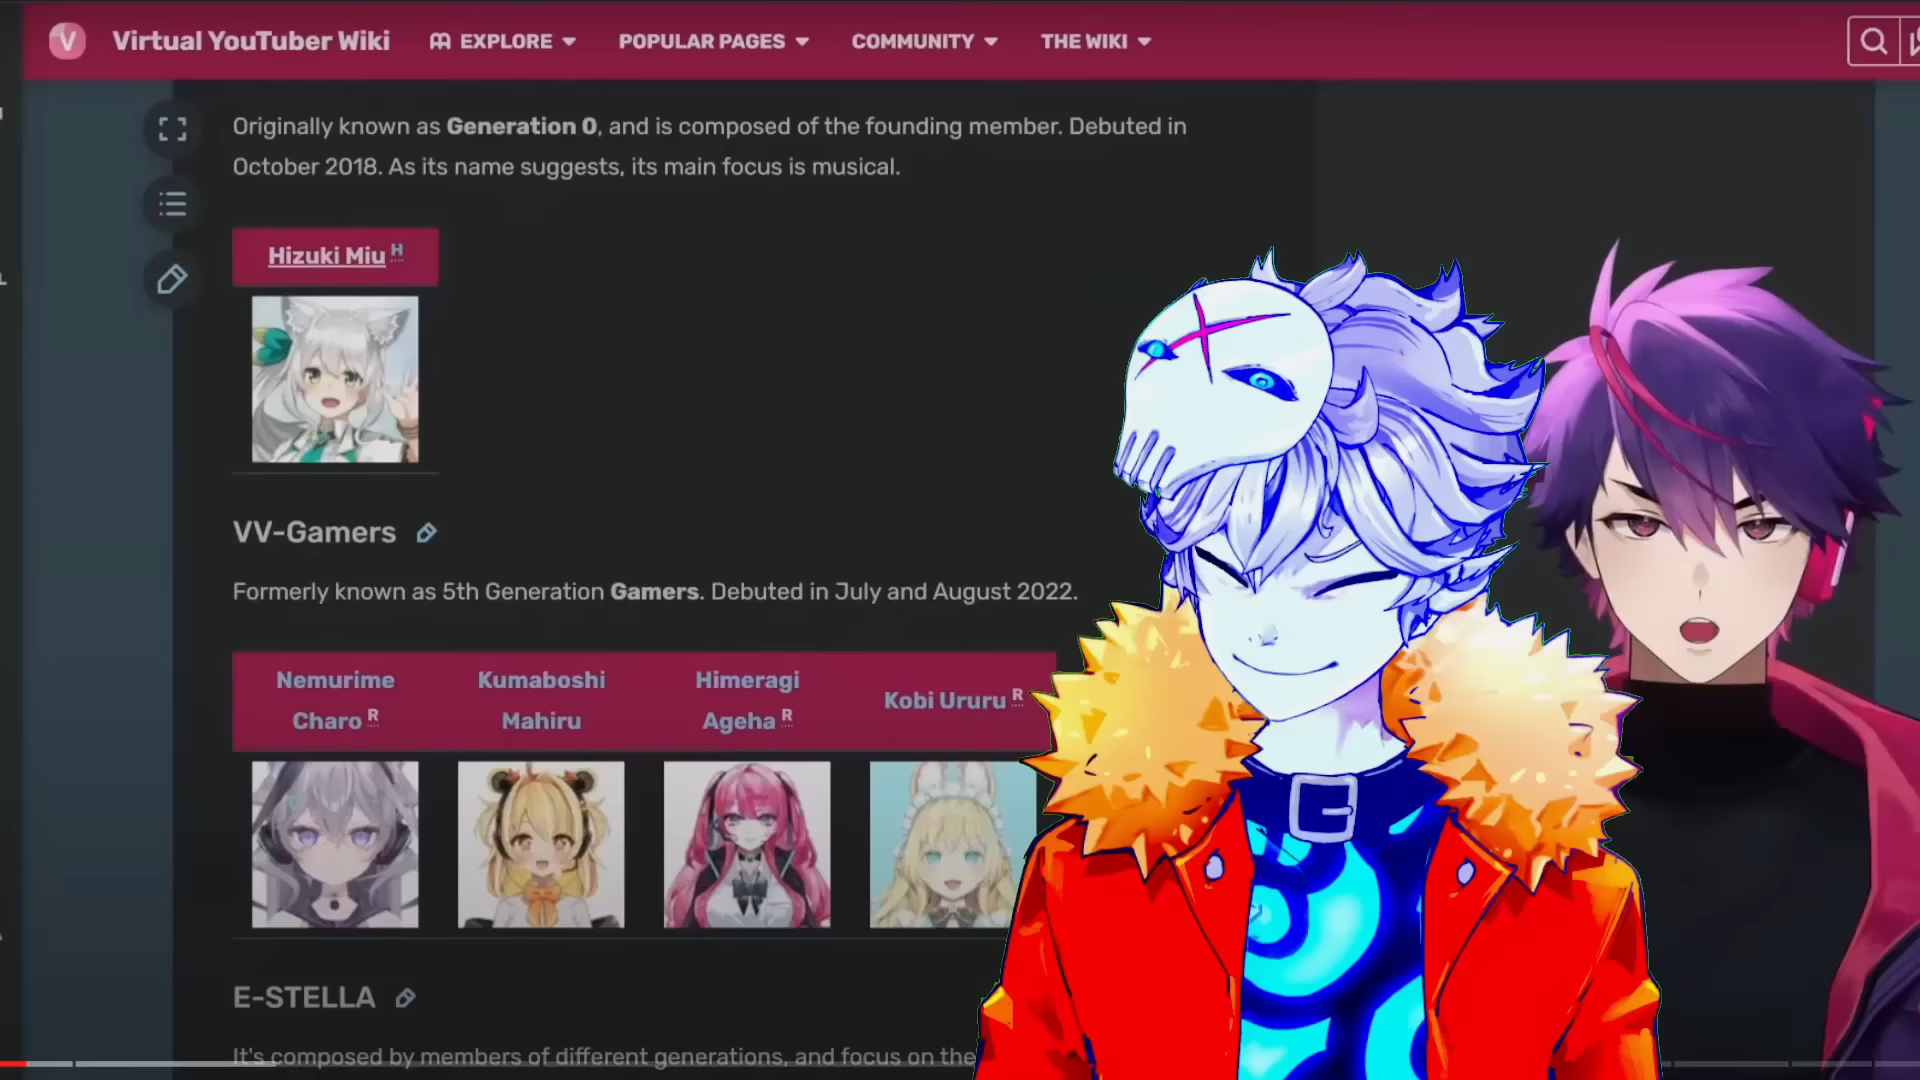 V Virtual YouTuber Wiki EXPLORE POPULAR PAGES COMMUNITY THE WIKI
Originally known as Generation 0, and is composed of the founding member. Debuted in
October 2018. As its name suggests, its main focus is musical.
Hizuki Miu H
VV-Gamers
Formerly known as 5th Generation Gamers. Debuted in July and August 2022.
Nemurime Charo R
Kumaboshi Mahiru
Himeragi Ageha R
Kobi Ururu R
E-STELLA
It's composed by members of different generations, and focus on the